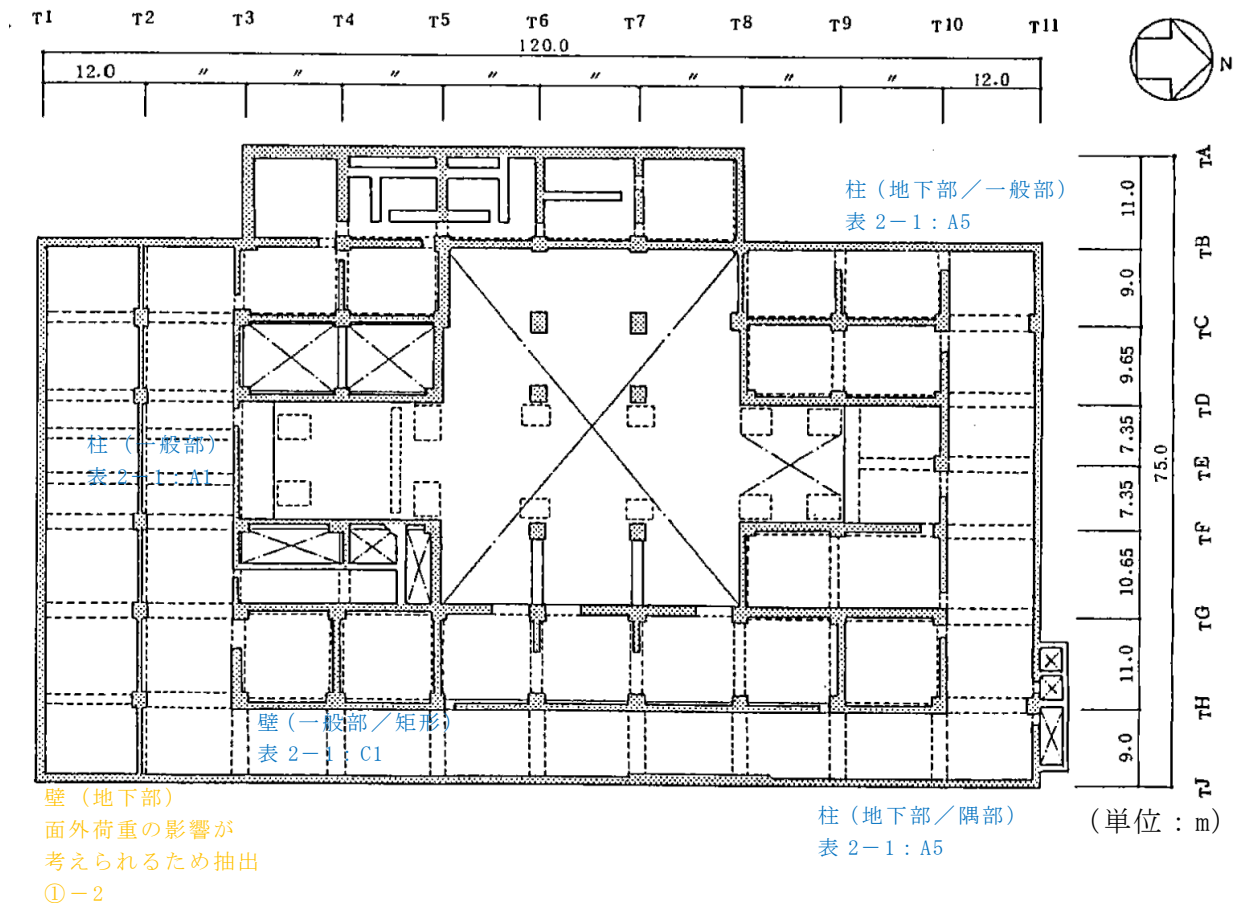 T1 T2 T3 T4 T5 T6 T7 T8 T9 T10 T11
120.0
12.0 〃 〃 〃 〃 〃 〃 〃 〃 12.0
N
柱(地下部/一般部)
表 2-1:A5
TA
11.0
TB
9.0
TC
9.65
TD
7.35
TE
75.0
7.35
TF
10.65
TG
11.0
TH
9.0
TJ
柱(一般部)
表 2-1:A1
壁(一般部/矩形)
表 2-1:C1
壁(地下部)
面外荷重の影響が
考えられるため抽出
①-2
柱(地下部/隅部)
表 2-1:A5
(単位:m)